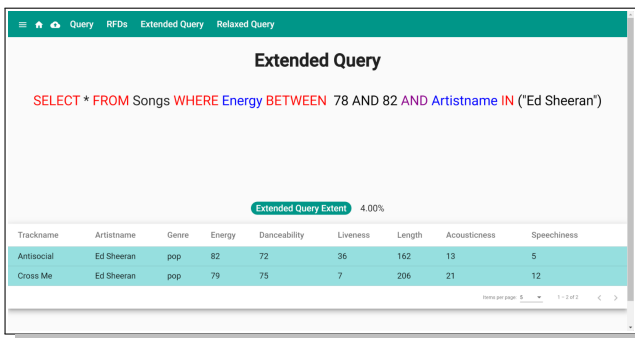 Query RFDs Extended Query Relaxed Query
Extended Query
SELECT * FROM Songs WHERE Energy BETWEEN 78 AND 82 AND Artistname IN ("Ed Sheeran")
Extended Query Extent 4.00%
Trackname Artistname Genre Energy Danceability Liveness Length Acousticness Speechiness
Antisocial Ed Sheeran pop 82 72 36 162 13 5
Cross Me Ed Sheeran pop 79 75 7 206 21 12
Items per page: 5 1 – 2 of 2